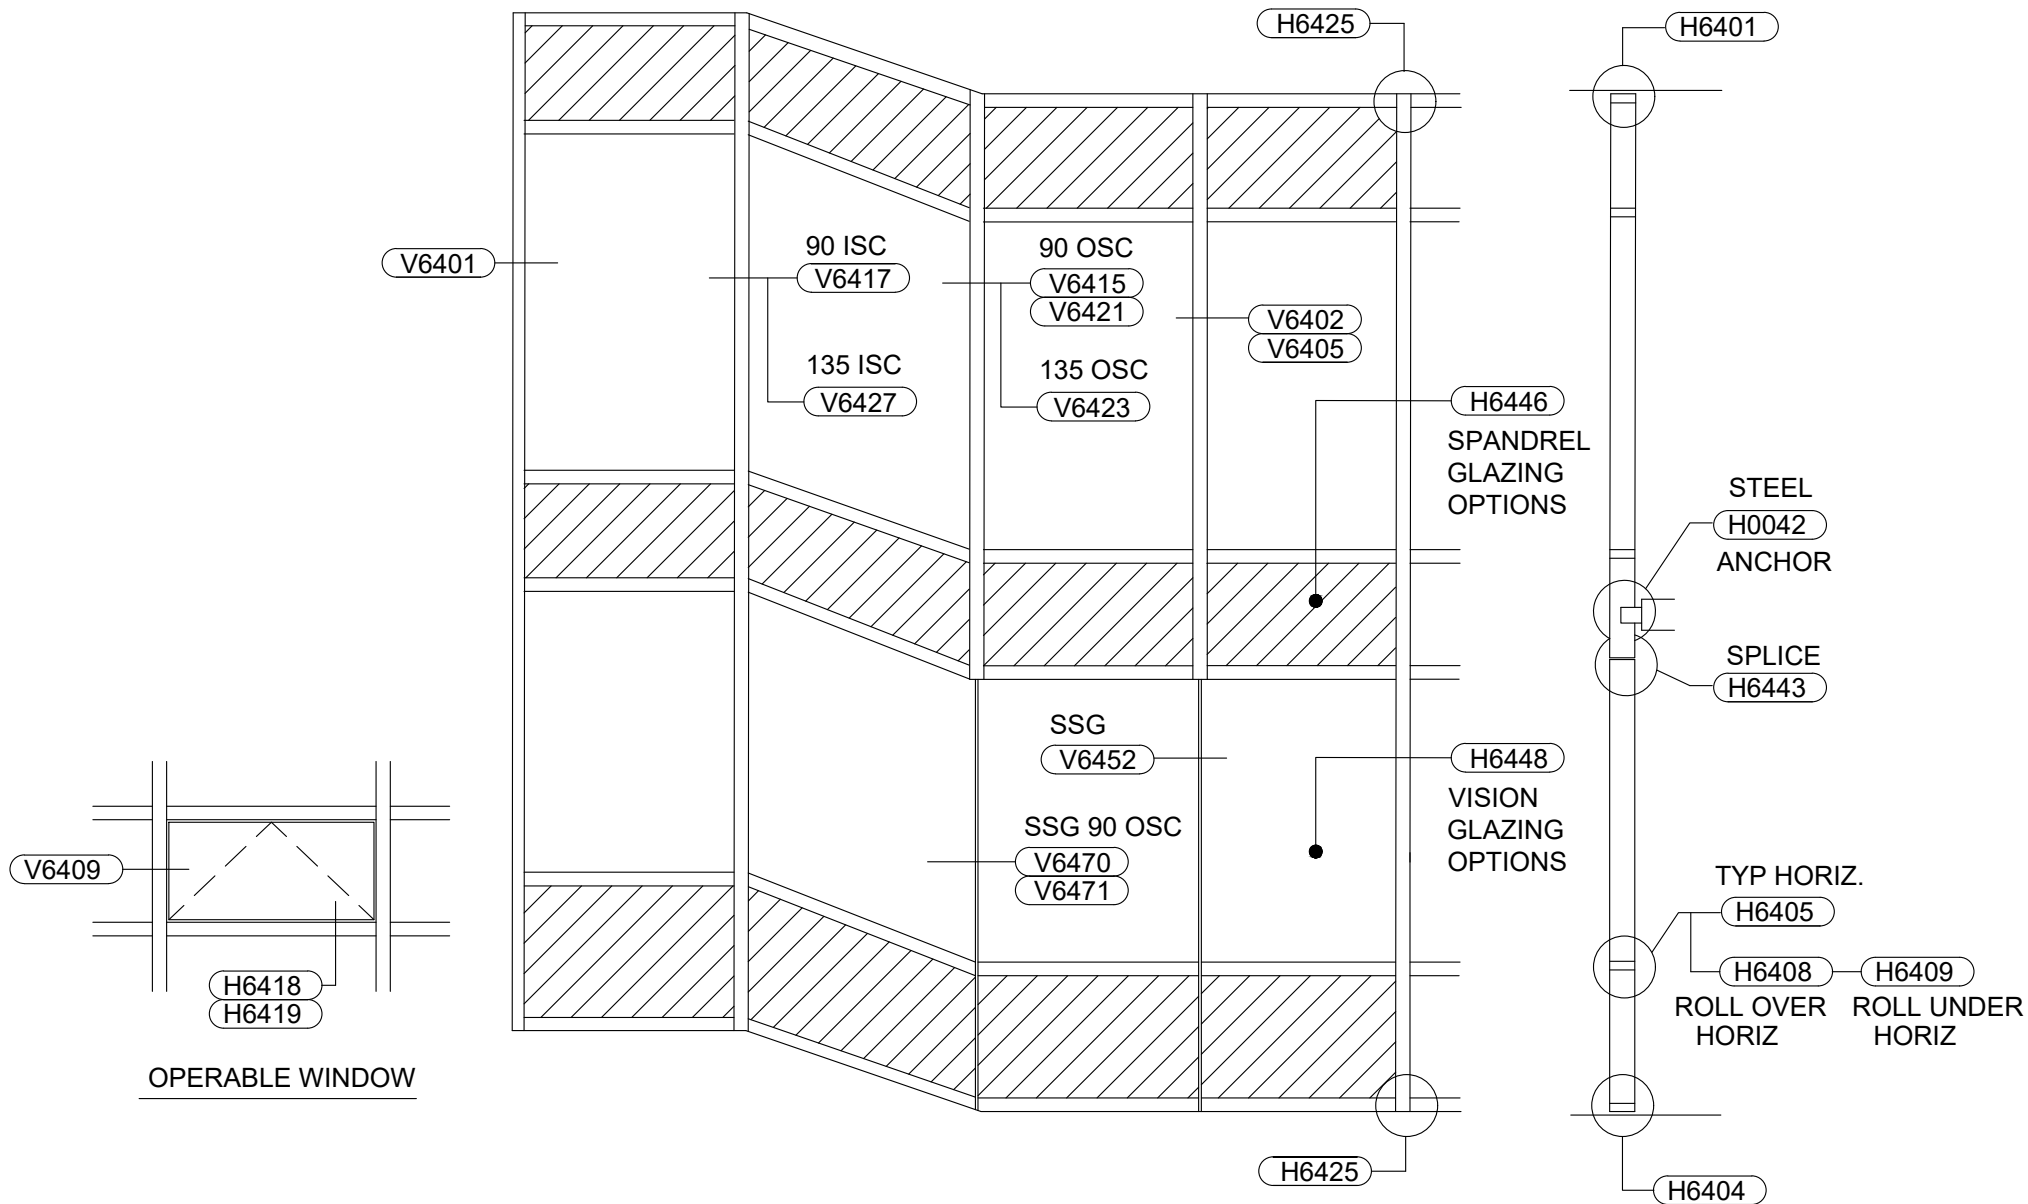 H6425
H6401
V6401
90 ISC
V6417
135 ISC
V6427
90 OSC
V6415
V6421
135 OSC
V6423
V6402
V6405
H6446
SPANDREL
GLAZING
OPTIONS
STEEL
H0042
ANCHOR
SPLICE
H6443
SSG
V6452
SSG 90 OSC
V6470
V6471
H6448
VISION
GLAZING
OPTIONS
TYP HORIZ.
H6405
H6408
ROLL OVER
HORIZ
H6409
ROLL UNDER
HORIZ
V6409
H6418
H6419
OPERABLE WINDOW
H6425
H6404